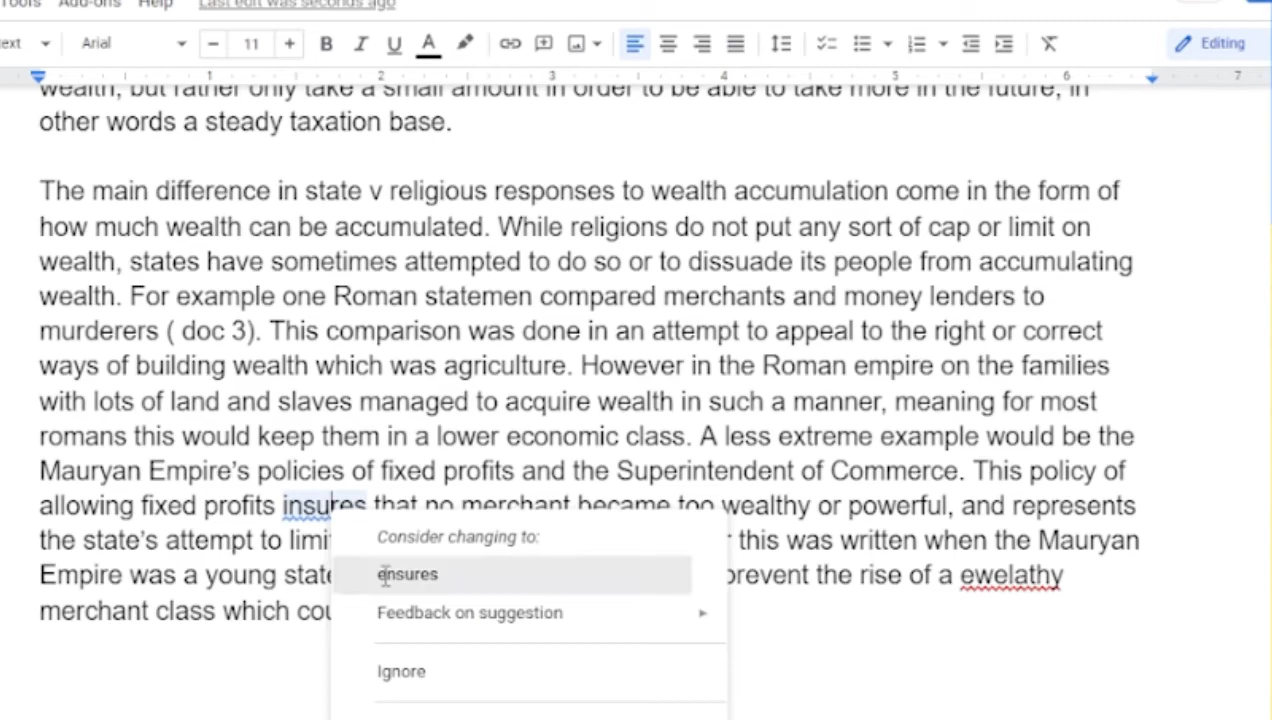 Tools Add-ons Help Last edit was seconds ago
text Arial − 11 + B I U A Editing
1 2 3 4 5 6 7
wealth, but rather only take a small amount in order to be able to take more in the future, in
other words a steady taxation base.
The main difference in state v religious responses to wealth accumulation come in the form of
how much wealth can be accumulated. While religions do not put any sort of cap or limit on
wealth, states have sometimes attempted to do so or to dissuade its people from accumulating
wealth. For example one Roman statemen compared merchants and money lenders to
murderers ( doc 3). This comparison was done in an attempt to appeal to the right or correct
ways of building wealth which was agriculture. However in the Roman empire on the families
with lots of land and slaves managed to acquire wealth in such a manner, meaning for most
romans this would keep them in a lower economic class. A less extreme example would be the
Mauryan Empire’s policies of fixed profits and the Superintendent of Commerce. This policy of
allowing fixed profits insures that no merchant became too wealthy or powerful, and represents
the state’s attempt to limi this was written when the Mauryan
Empire was a young state prevent the rise of a ewelathy
merchant class which cou
Consider changing to:
ensures
Feedback on suggestion
Ignore